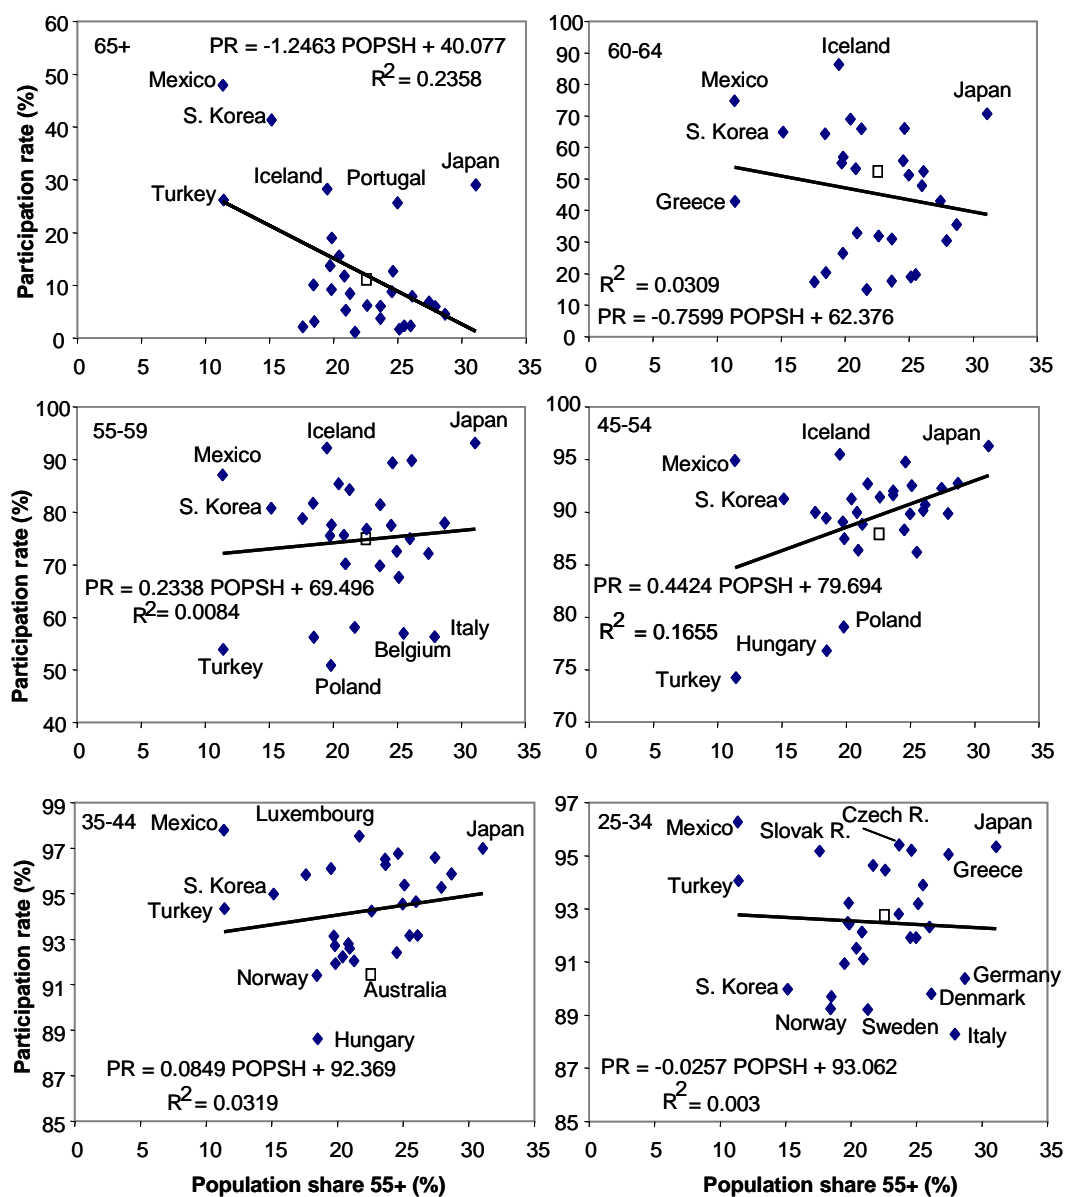 65+
PR = -1.2463 POPSH + 40.077
R2 = 0.2358
Mexico
S. Korea
Iceland
Portugal
Japan
Turkey
Participation rate (%)
60
50
40
30
20
10
0
0 5 10 15 20 25 30 35
60-64
Iceland
Mexico
Japan
S. Korea
Greece
R2 = 0.0309
PR = -0.7599 POPSH + 62.376
100
90
80
70
60
50
40
30
20
10
0
0 5 10 15 20 25 30 35
55-59
Iceland
Japan
Mexico
S. Korea
PR = 0.2338 POPSH + 69.496
R2 = 0.0084
Italy
Belgium
Turkey
Poland
Participation rate (%)
100
90
80
70
60
50
40
0 5 10 15 20 25 30 35
45-54
Iceland
Japan
Mexico
S. Korea
PR = 0.4424 POPSH + 79.694
R2 = 0.1655
Poland
Hungary
Turkey
100
95
90
85
80
75
70
0 5 10 15 20 25 30 35
35-44
Mexico
Luxembourg
Japan
S. Korea
Turkey
Norway
Australia
Hungary
PR = 0.0849 POPSH + 92.369
R2 = 0.0319
Participation rate (%)
99
97
95
93
91
89
87
85
0 5 10 15 20 25 30 35
Population share 55+ (%)
25-34
Mexico
Czech R.
Slovak R.
Japan
Greece
Turkey
S. Korea
Germany
Denmark
Norway
Sweden
Italy
PR = -0.0257 POPSH + 93.062
R2 = 0.003
97
95
93
91
89
87
85
0 5 10 15 20 25 30 35
Population share 55+ (%)